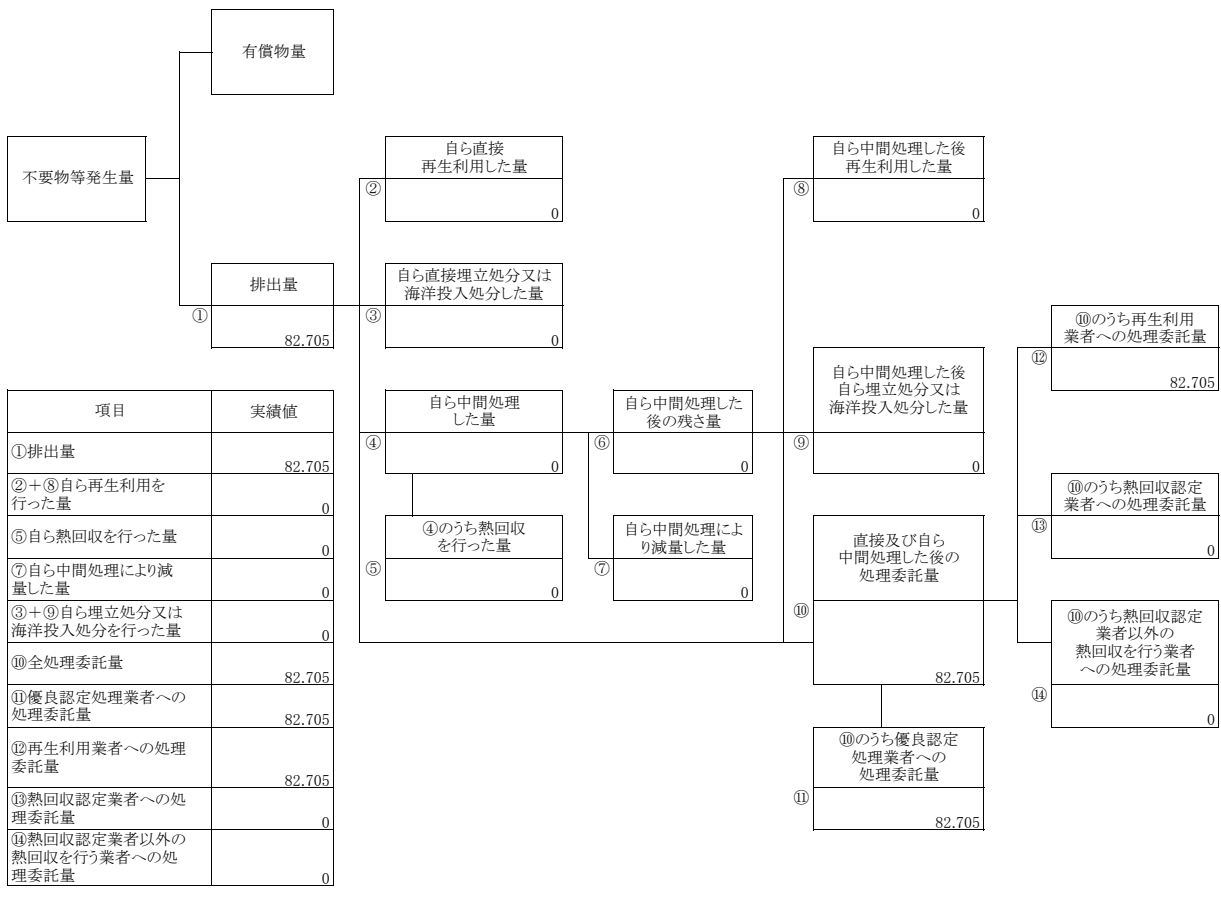 有償物量
不要物等発生量
自ら直接
再生利用した量
②
0
自ら中間処理した後
再生利用した量
⑧
0
排出量
①
82.705
自ら直接埋立処分又は
海洋投入処分した量
③
0
⑩のうち再生利用
業者への処理委託量
⑫
82.705
自ら中間処理
した量
④
0
自ら中間処理した
後の残さ量
⑥
0
自ら中間処理した後
自ら埋立処分又は
海洋投入処分した量
⑨
0
⑩のうち熱回収認定
業者への処理委託量
⑬
0
④のうち熱回収
を行った量
⑤
0
自ら中間処理によ
り減量した量
⑦
0
直接及び自ら
中間処理した後の
処理委託量
⑩
82.705
⑩のうち熱回収認定
業者以外の
熱回収を行う業者
への処理委託量
⑭
0
⑩のうち優良認定
処理業者への
処理委託量
⑪
82.705
項目 実績値
①排出量
82.705
②+⑧自ら再生利用を
行った量
0
⑤自ら熱回収を行った量
0
⑦自ら中間処理により減
量した量
0
③+⑨自ら埋立処分又は
海洋投入処分を行った量
0
⑩全処理委託量
82.705
⑪優良認定処理業者への
処理委託量
82.705
⑫再生利用業者への処理
委託量
82.705
⑬熱回収認定業者への処
理委託量
0
⑭熱回収認定業者以外の
熱回収を行う業者への処
理委託量
0